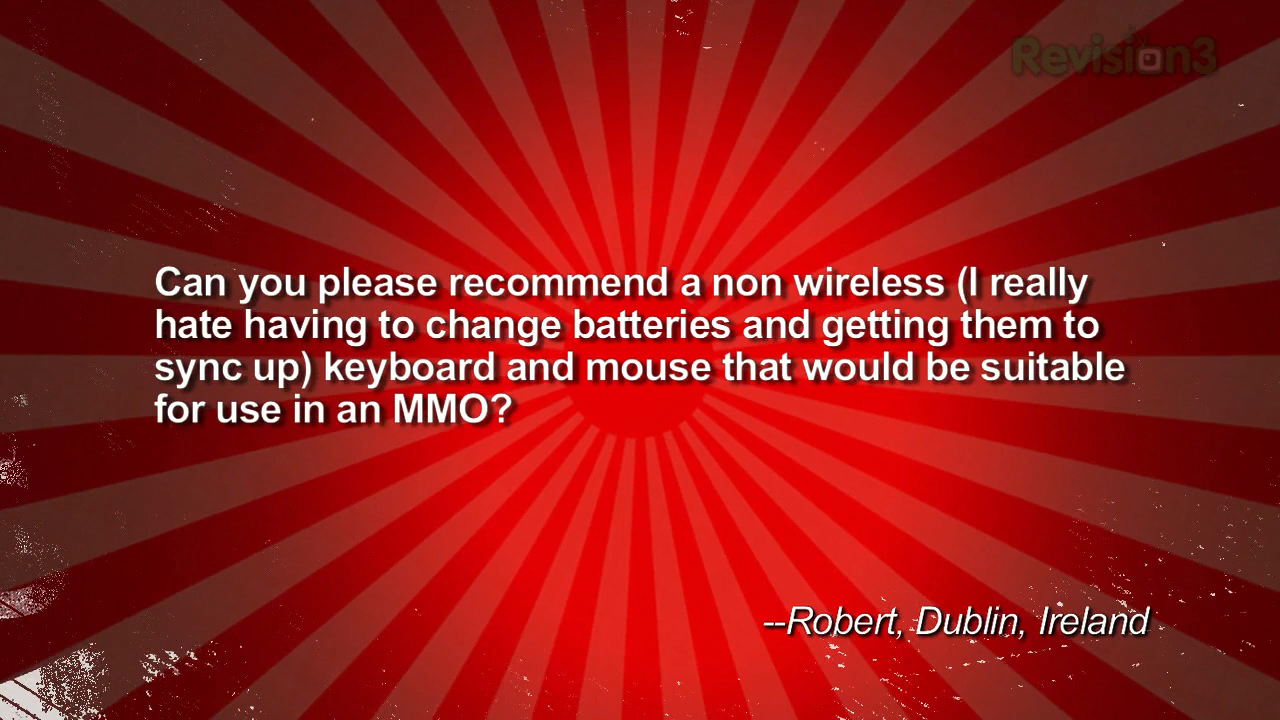 Revision3
Can you please recommend a non wireless (I really
hate having to change batteries and getting them to
sync up) keyboard and mouse that would be suitable
for use in an MMO?
--Robert, Dublin, Ireland